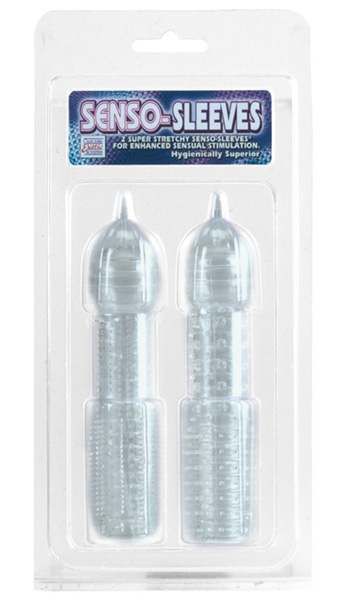 SENSO-SLEEVES
2 SUPER STRETCHY SENSO-SLEEVES®
FOR ENHANCED SENSUAL STIMULATION.
Hygienically Superior